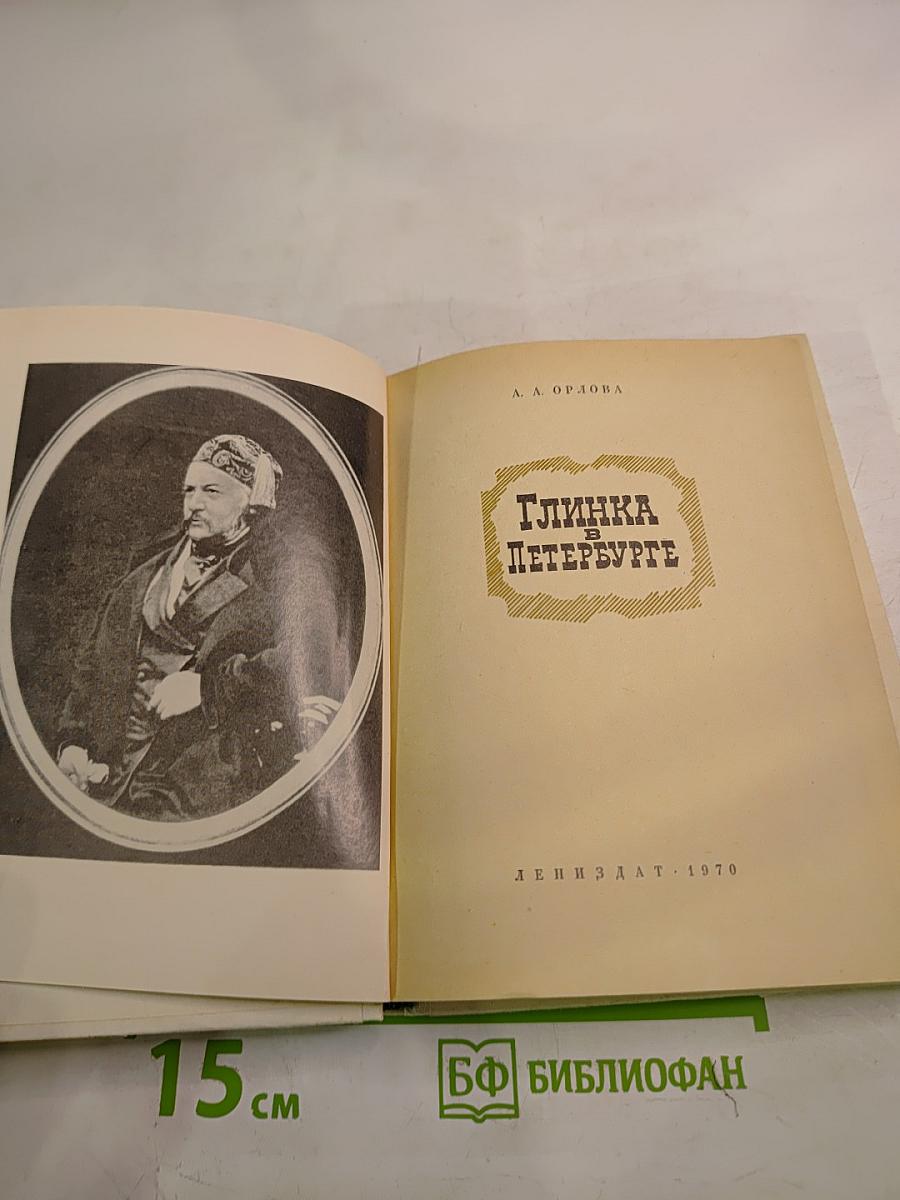 А. А. ОРЛОВА
ГЛИНКА
В
ПЕТЕРБУРГЕ
ЛЕНИЗДАТ · 1970
15 см
БФ БИБЛИОФАН